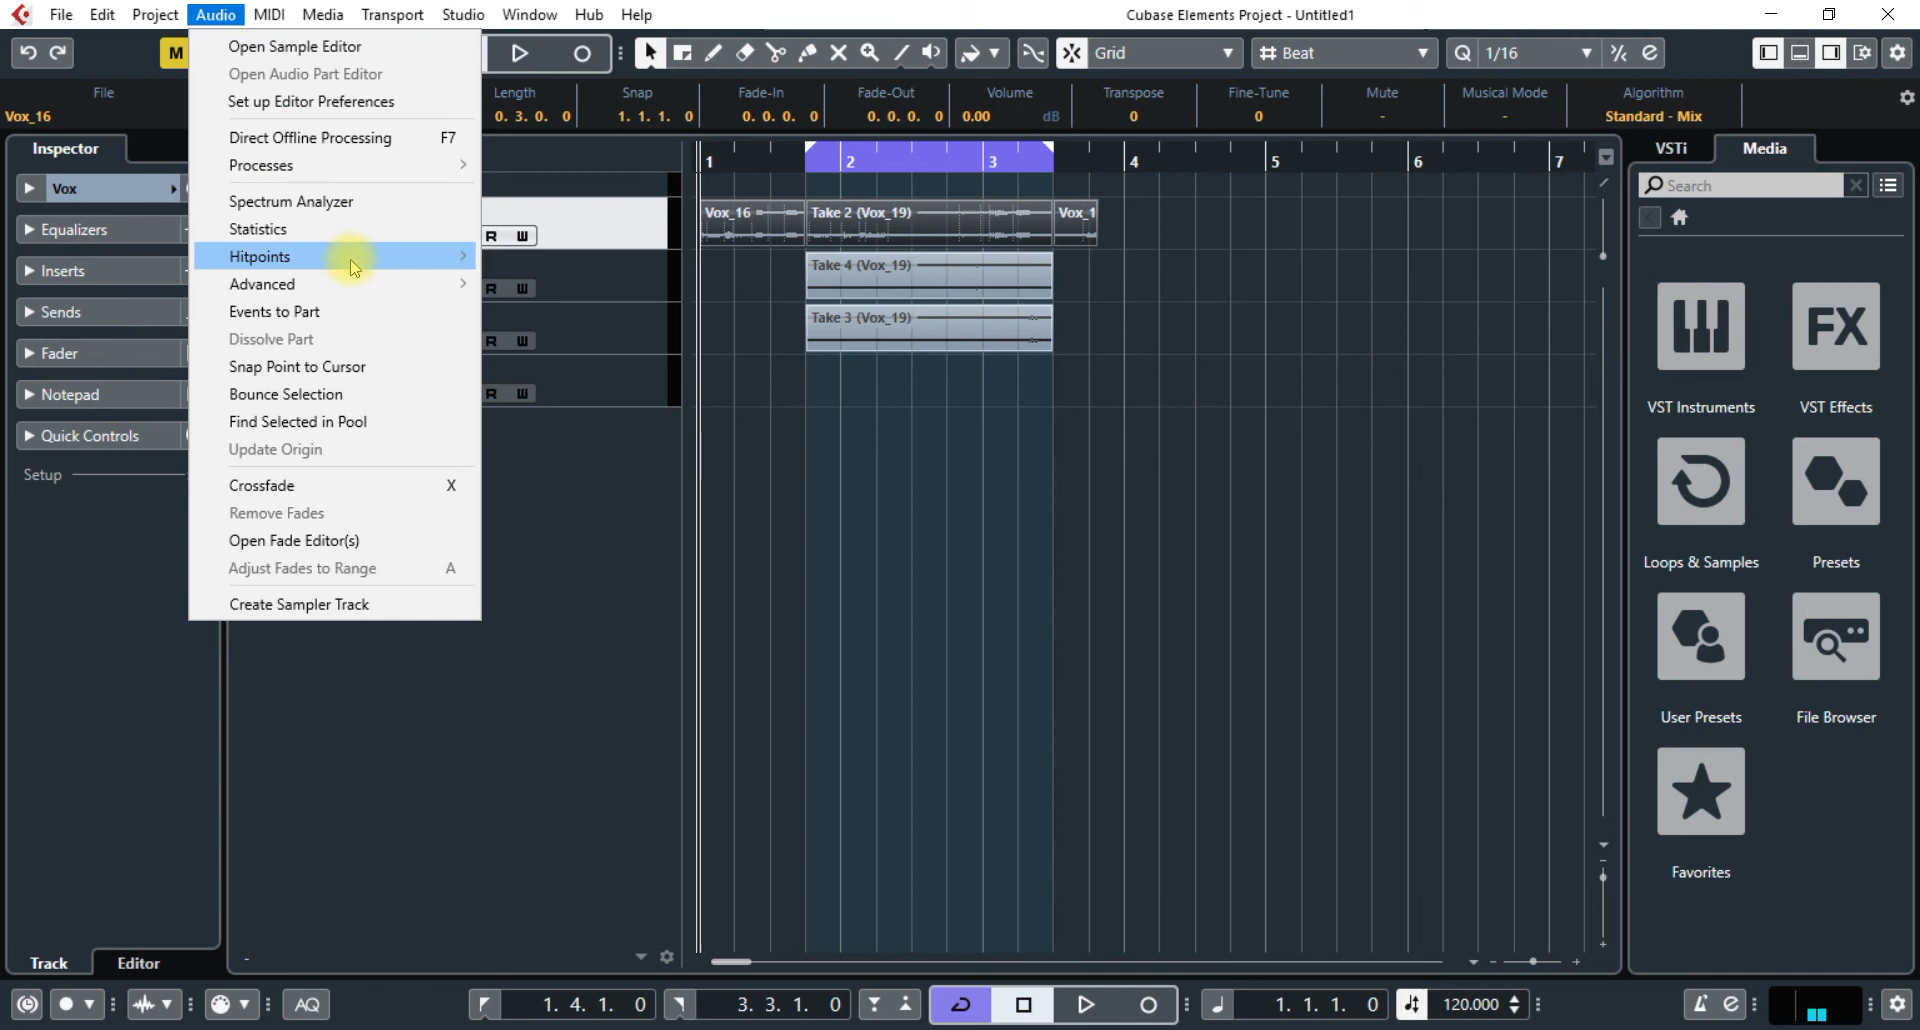 File Edit Project Audio MIDI Media Transport Studio Window Hub Help
Cubase Elements Project - Untitled1
M
Grid
Beat
Q 1/16
File
Vox_16
Length
0. 3. 0. 0
Snap
1. 1. 1. 0
Fade-In
0. 0. 0. 0
Fade-Out
0. 0. 0. 0
Volume
0.00 dB
Transpose
0
Fine-Tune
0
Mute
-
Musical Mode
-
Algorithm
Standard - Mix
Inspector
Vox
Equalizers
Inserts
Sends
Fader
Notepad
Quick Controls
Setup
Track
Editor
Open Sample Editor
Open Audio Part Editor
Set up Editor Preferences
Direct Offline Processing F7
Processes
Spectrum Analyzer
Statistics
Hitpoints
Advanced
Events to Part
Dissolve Part
Snap Point to Cursor
Bounce Selection
Find Selected in Pool
Update Origin
Crossfade X
Remove Fades
Open Fade Editor(s)
Adjust Fades to Range A
Create Sampler Track
R W
R W
R W
R W
1 2 3 4 5 6 7
Vox_16
Take 2 (Vox_19)
Vox_1
Take 4 (Vox_19)
Take 3 (Vox_19)
VSTi
Media
Search
VST Instruments
FX
VST Effects
Loops & Samples
Presets
User Presets
File Browser
Favorites
AQ
1. 4. 1. 0
3. 3. 1. 0
1. 1. 1. 0
120.000